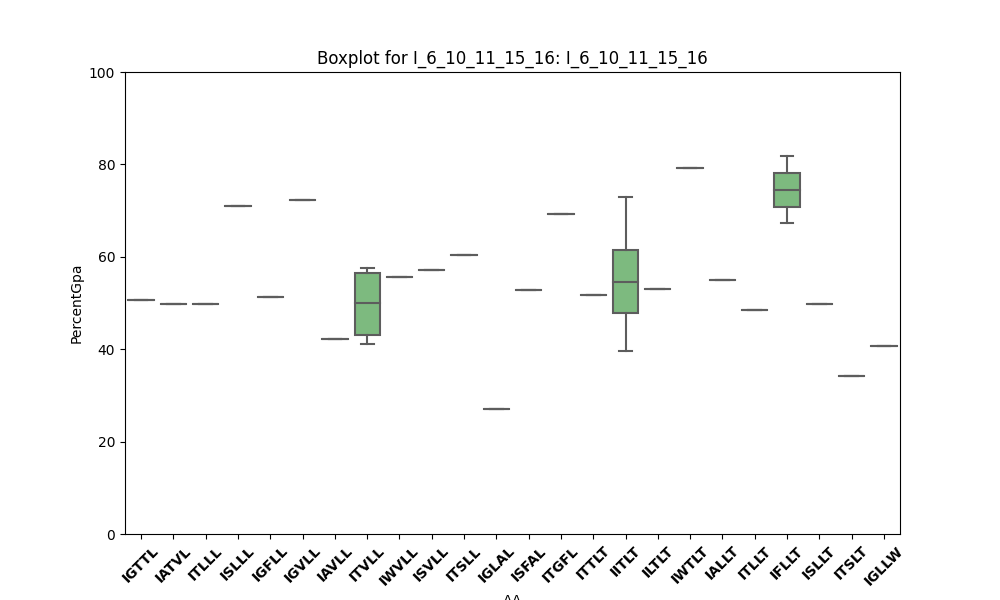 Boxplot for I_6_10_11_15_16: I_6_10_11_15_16
100
80
60
40
20
0
PercentGpa
IGTTL IATVL ITLLL ISLLL IGFLL IGVLL IAVLL ITVLL IWVLL ISVLL ITSLL IGLAL ISFAL ITGFL ITTLT IITLT ILTLT IWTLT IALLT ITLLT IFLLT ISLLT ITSLT IGLLW
AA